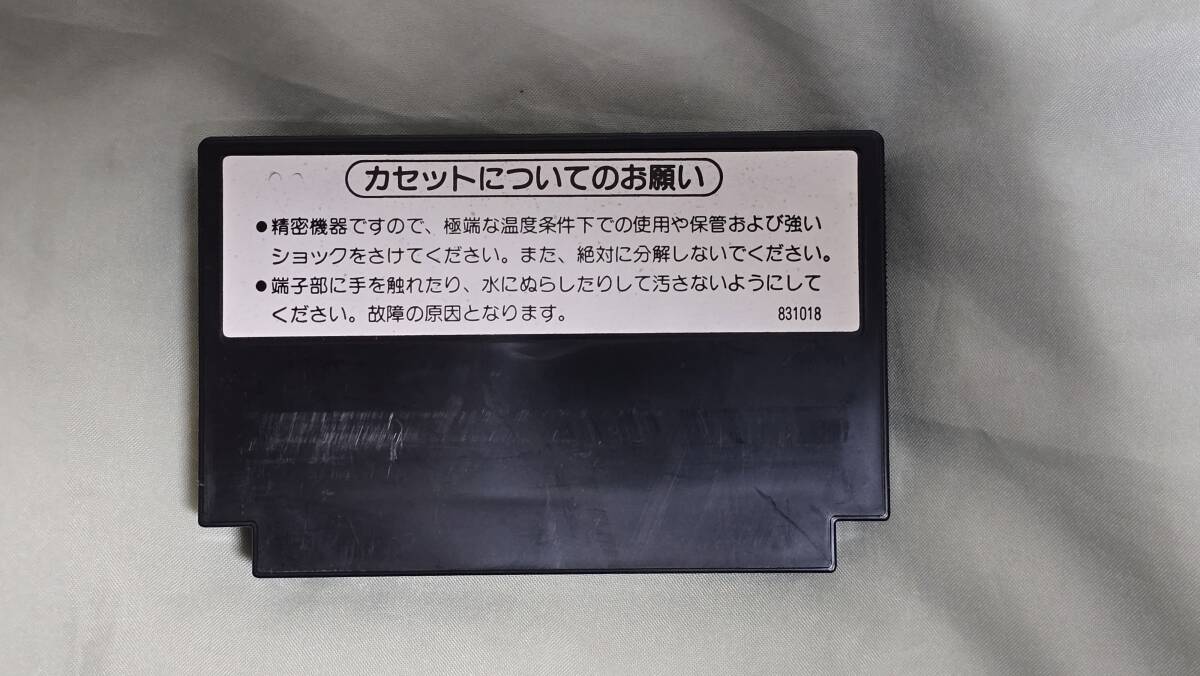 カセットについてのお願い
●精密機器ですので、極端な温度条件下での使用や保管および強い
ショックをさけてください。また、絶対に分解しないでください。
●端子部に手を触れたり、水にぬらしたりして汚さないようにして
ください。故障の原因となります。
831018